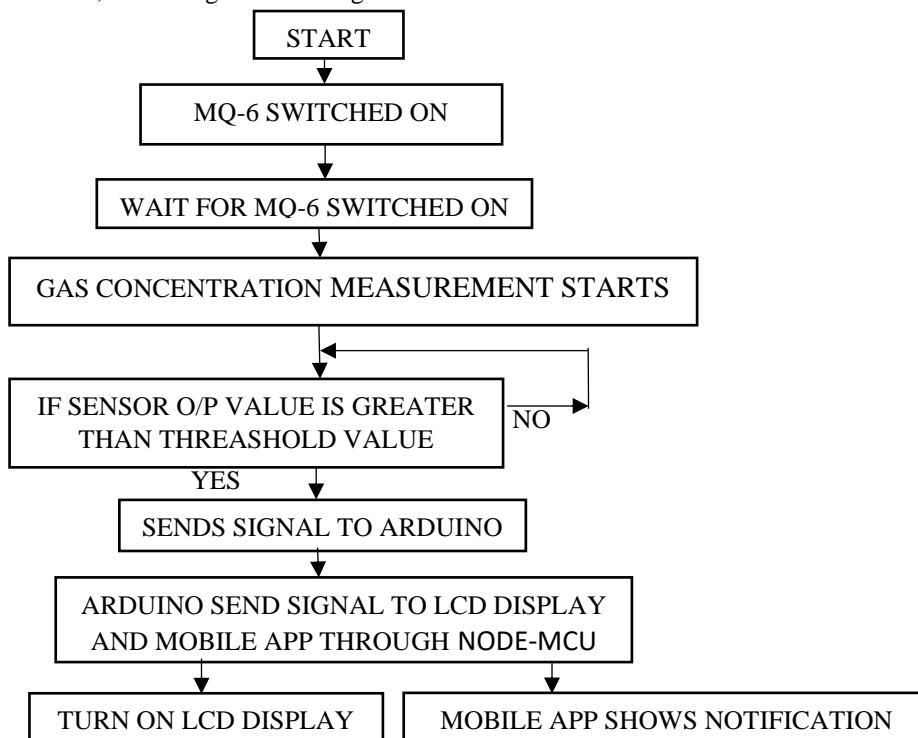 START
MQ-6 SWITCHED ON
WAIT FOR MQ-6 SWITCHED ON
GAS CONCENTRATION MEASUREMENT STARTS
IF SENSOR O/P VALUE IS GREATER
THAN THREASHOLD VALUE
NO
YES
SENDS SIGNAL TO ARDUINO
ARDUINO SEND SIGNAL TO LCD DISPLAY
AND MOBILE APP THROUGH NODE-MCU
TURN ON LCD DISPLAY
MOBILE APP SHOWS NOTIFICATION